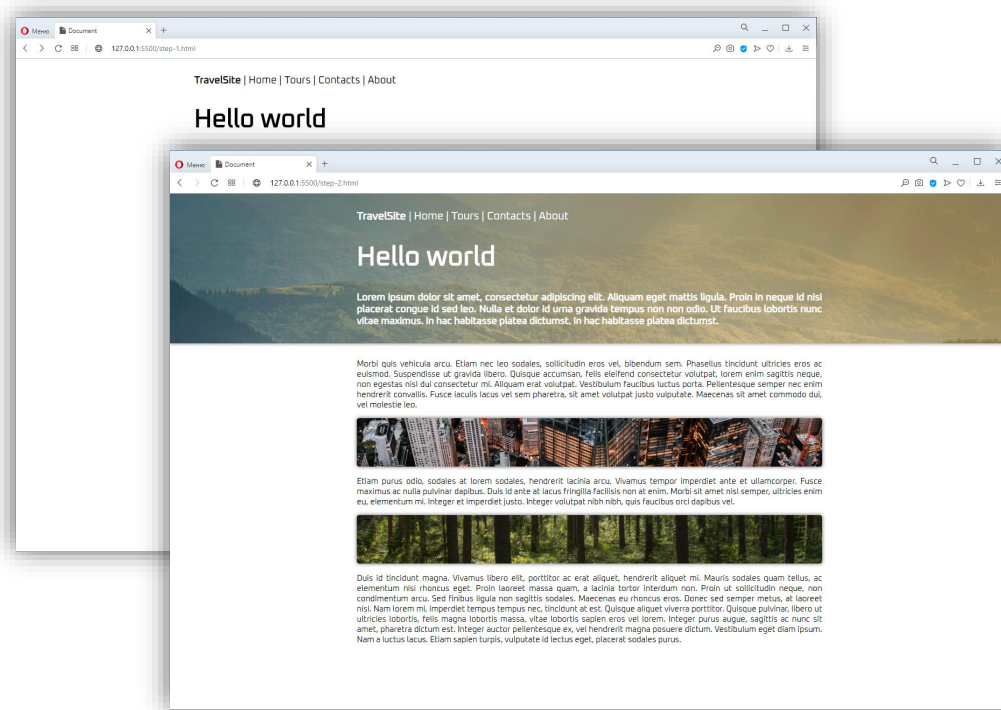 Меню Document
127.0.0.1:5500/step-1.html
TravelSite | Home | Tours | Contacts | About
Hello world
Меню Document
127.0.0.1:5500/step-2.html
TravelSite | Home | Tours | Contacts | About
Hello world
Lorem ipsum dolor sit amet, consectetur adipiscing elit. Aliquam eget mattis ligula. Proin in neque id nisi
placerat congue id sed leo. Nulla et dolor id urna gravida tempus non non odio. Ut faucibus lobortis nunc
vitae maximus. In hac habitasse platea dictumst. In hac habitasse platea dictumst.
Morbi quis vehicula arcu. Etiam nec leo sodales, sollicitudin eros vel, bibendum sem. Phasellus tincidunt ultricies eros ac
euismod. Suspendisse ut gravida libero. Quisque accumsan, felis eleifend consectetur volutpat, lorem enim sagittis neque,
non egestas nisl dui consectetur mi. Aliquam erat volutpat. Vestibulum faucibus luctus porta. Pellentesque semper nec enim
hendrerit convallis. Fusce iaculis lacus vel sem pharetra, sit amet volutpat justo vulputate. Maecenas sit amet commodo dui,
vel molestie leo.
Etiam purus odio, sodales at lorem sodales, hendrerit lacinia arcu. Vivamus tempor imperdiet ante et ullamcorper. Fusce
maximus ac nulla pulvinar dapibus. Duis id ante at lacus fringilla facilisis non at enim. Morbi sit amet nisl semper, ultricies enim
eu, elementum mi. Integer et imperdiet justo. Integer volutpat nibh nibh, quis faucibus orci dapibus vel.
Duis id tincidunt magna. Vivamus libero elit, porttitor ac erat aliquet, hendrerit aliquet mi. Mauris sodales quam tellus, ac
elementum nisi rhoncus eget. Proin laoreet massa quam, a lacinia tortor interdum non. Proin ut sollicitudin neque, non
condimentum arcu. Sed finibus ligula non sagittis sodales. Maecenas eu rhoncus eros. Donec sed semper metus, at laoreet
nisi. Nam lorem mi, imperdiet tempus tempus nec, tincidunt at est. Quisque aliquet viverra porttitor. Quisque pulvinar, libero ut
ultricies lobortis, felis magna lobortis massa, vitae lobortis sapien eros vel lorem. Integer purus augue, sagittis ac nunc sit
amet, pharetra dictum est. Integer auctor pellentesque ex, vel hendrerit magna posuere dictum. Vestibulum eget diam ipsum.
Nam a luctus lacus. Etiam sapien turpis, vulputate id lectus eget, placerat sodales purus.